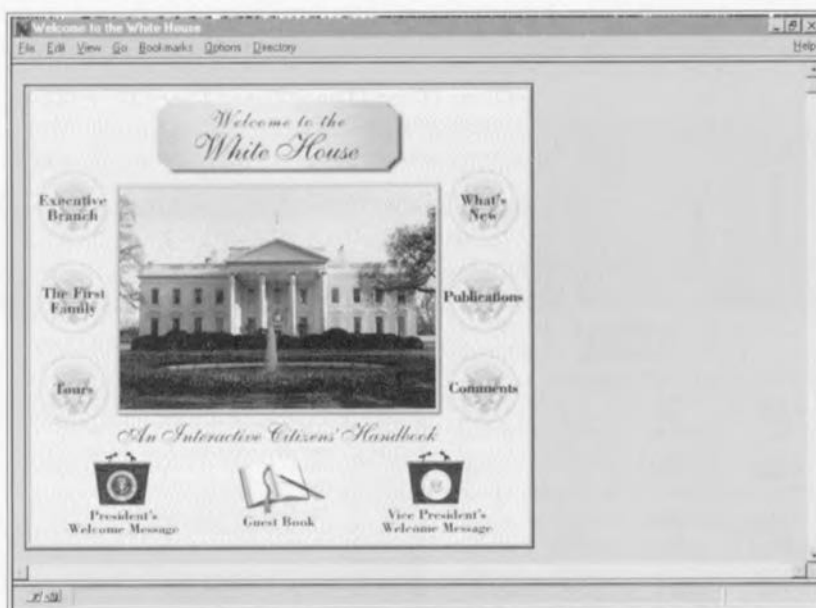 Welcome to the White House
File Edit View Go Bookmarks Options Directory Help
Welcome to the
White House
Executive
Branch
What's
New
The First
Family
Publications
Tours
Comments
An Interactive Citizens' Handbook
President's
Welcome Message
Guest Book
Vice President's
Welcome Message